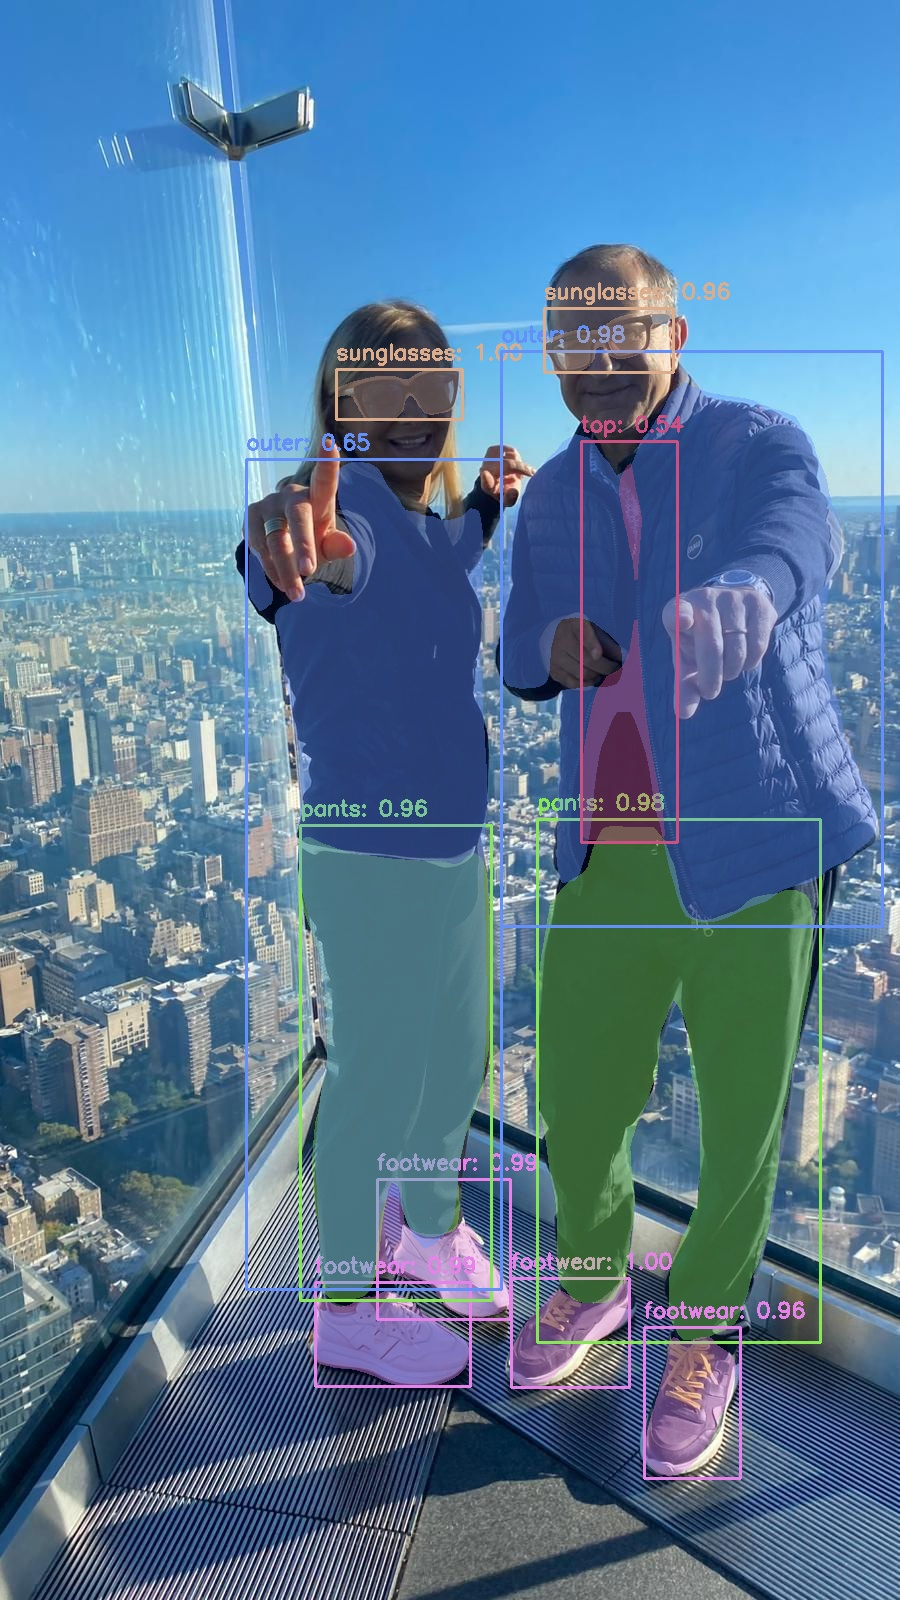 sunglasses: 0.96
outer: 0.98
sunglasses: 1.00
top: 0.54
outer: 0.65
pants: 0.98
pants: 0.96
footwear: 0.99
footwear: 1.00
footwear: 0.99
footwear: 0.96